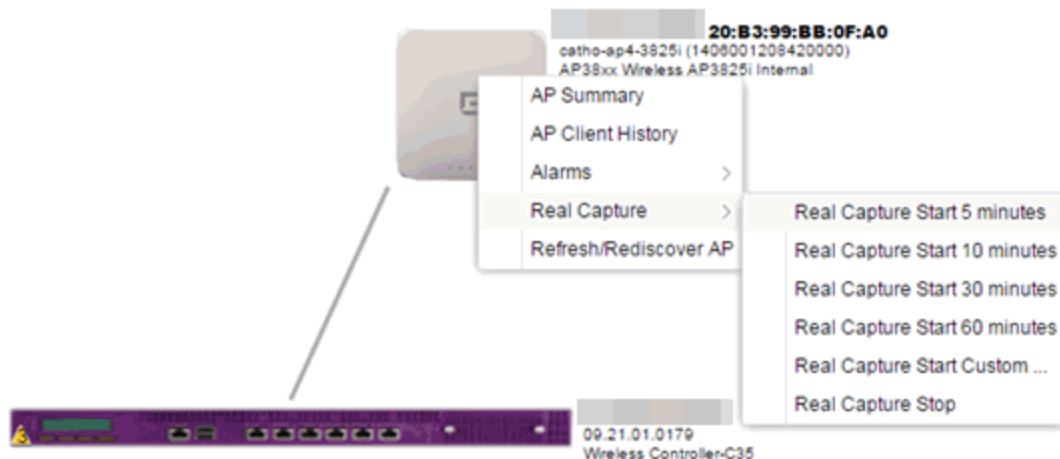 20:B3:99:BB:0F:A0
catho-ap4-3825i (1406001208420000)
AP38xx Wireless AP3825i Internal
AP Summary
AP Client History
Alarms
Real Capture
Refresh/Rediscover AP
Real Capture Start 5 minutes
Real Capture Start 10 minutes
Real Capture Start 30 minutes
Real Capture Start 60 minutes
Real Capture Start Custom ...
Real Capture Stop
09.21.01.0179
Wireless Controller-C35